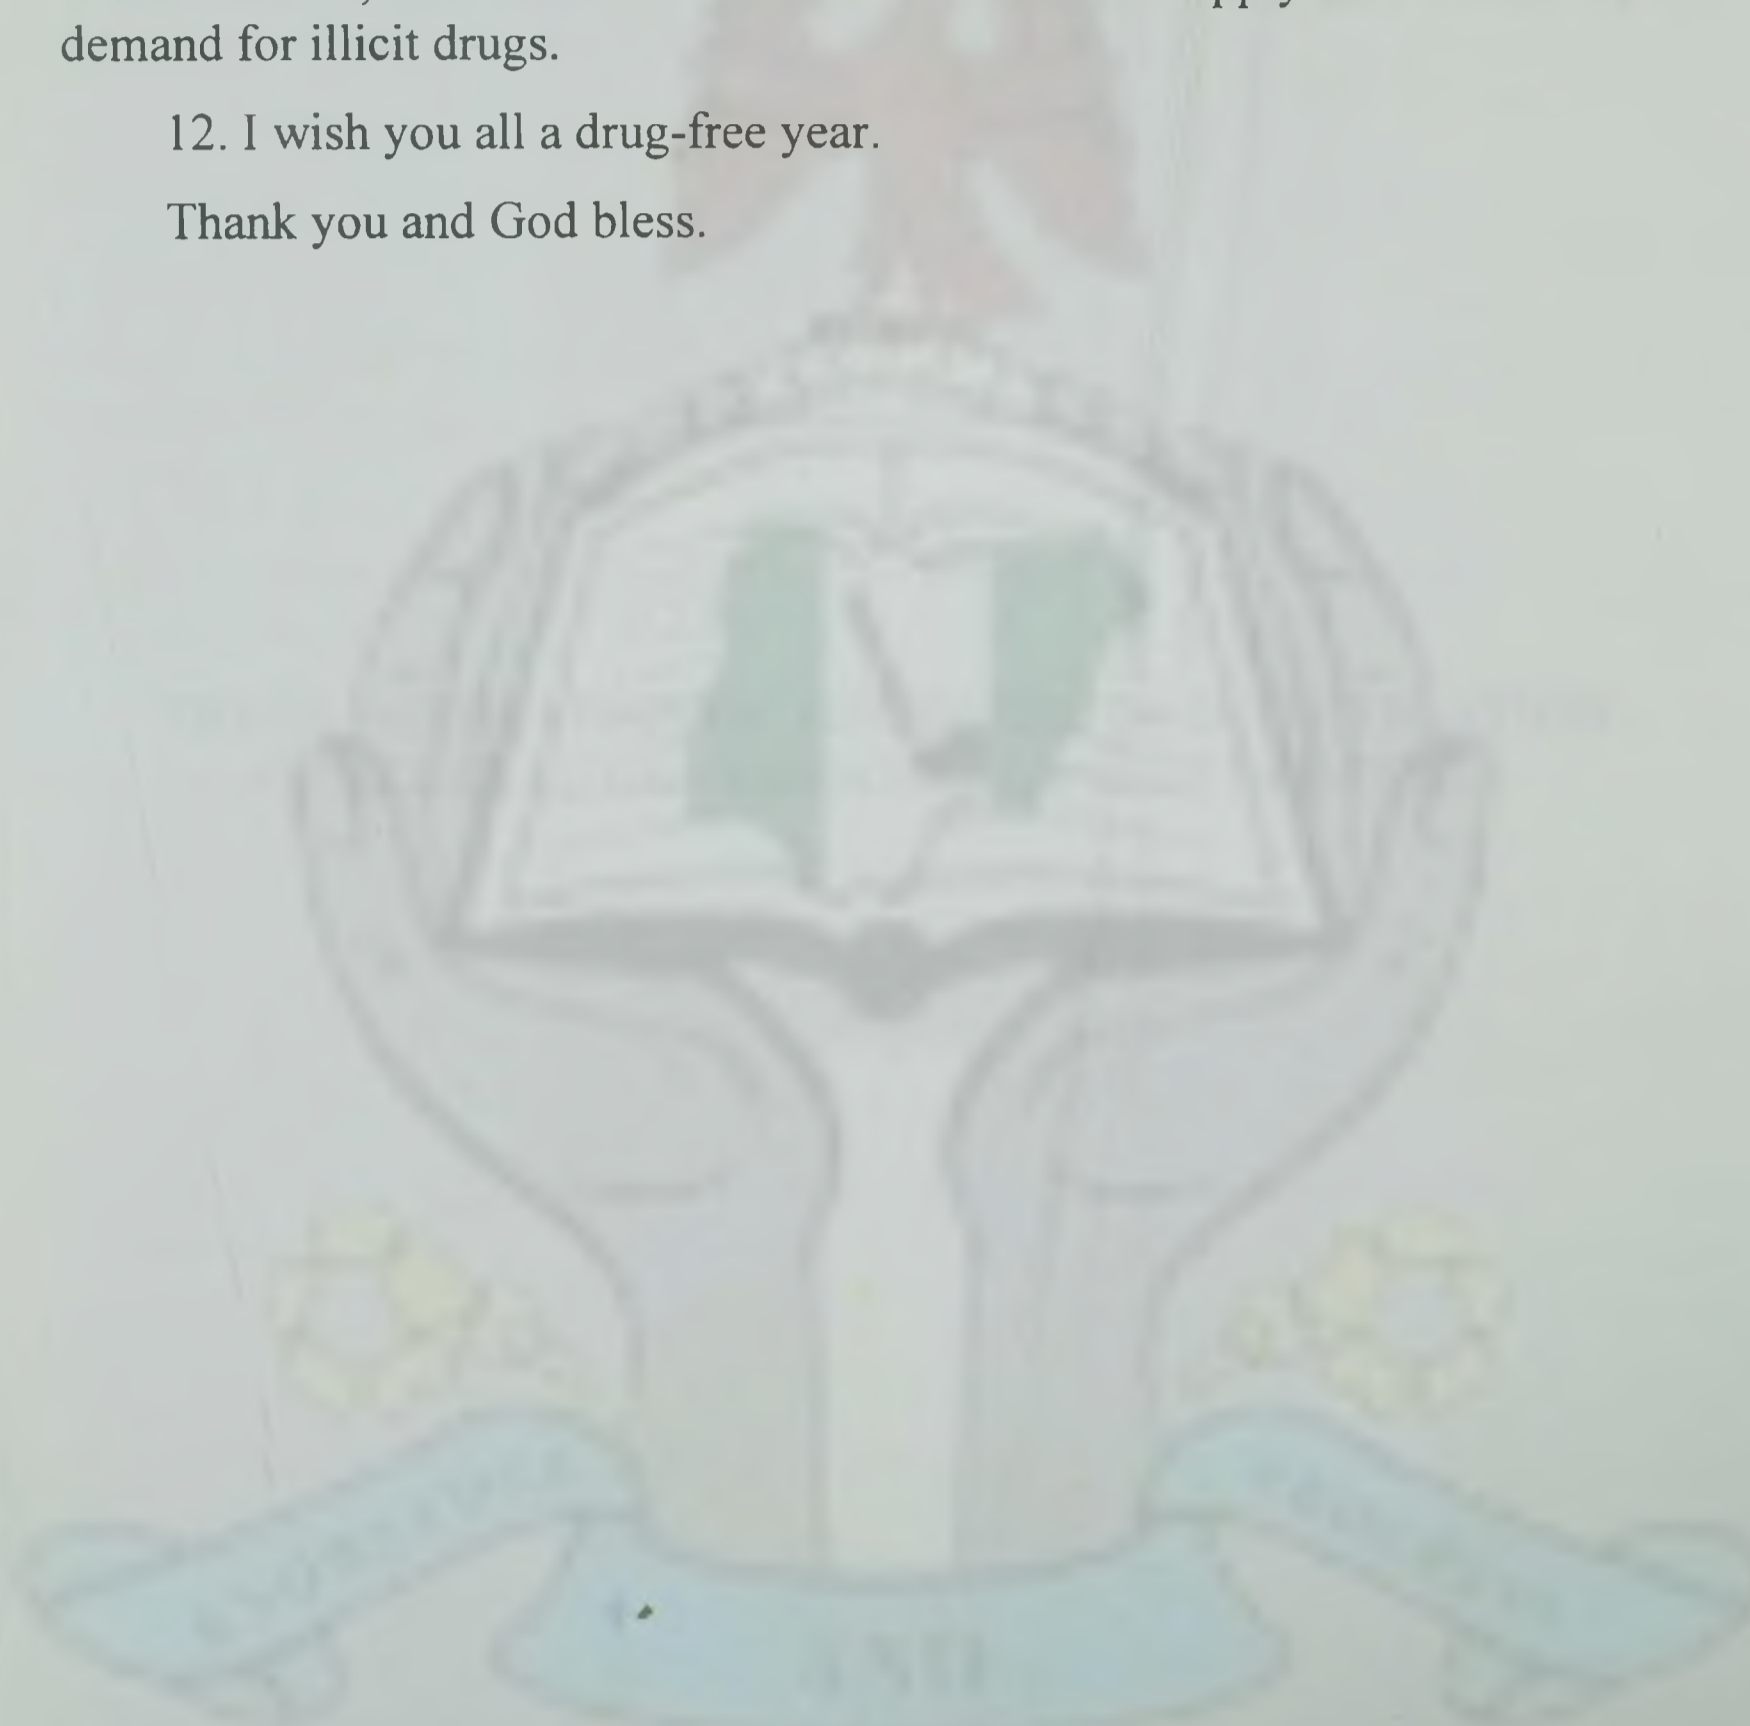 demand for illicit drugs.
12. I wish you all a drug-free year.
Thank you and God bless.